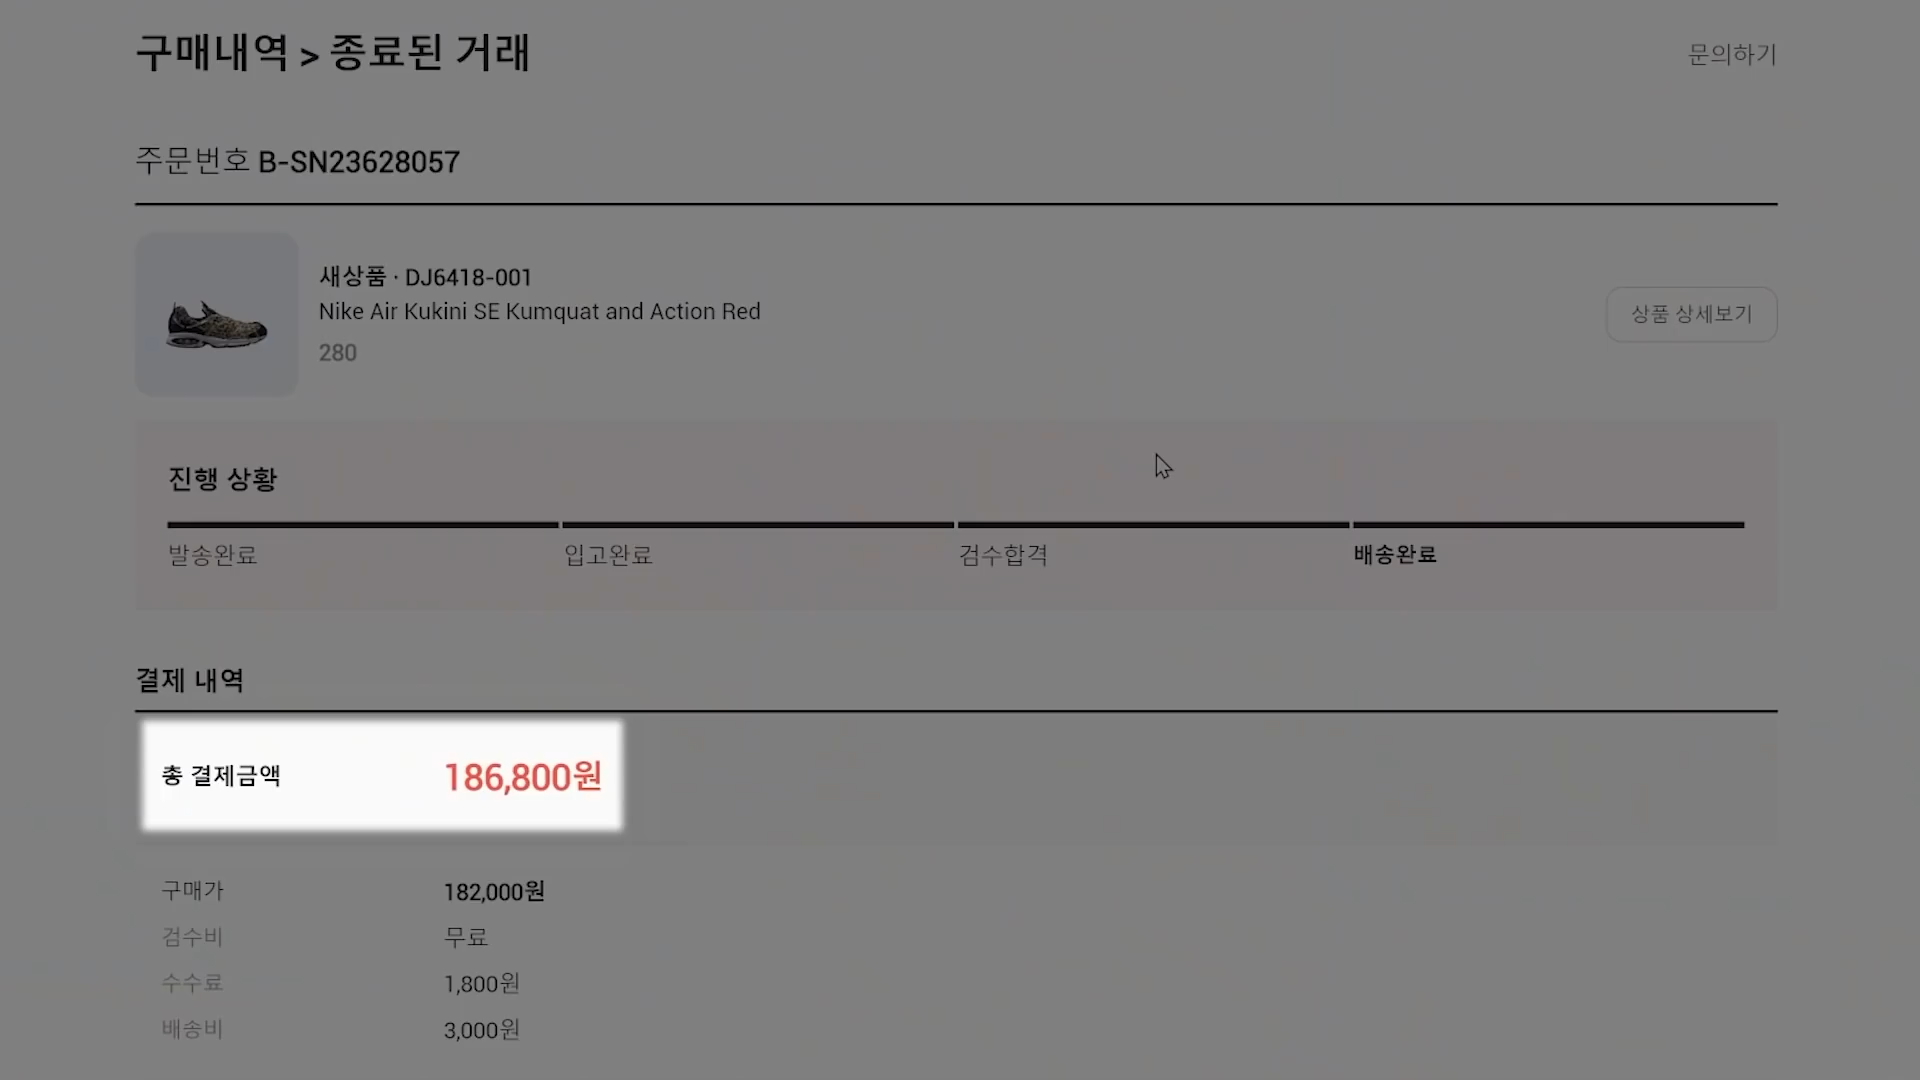 구매내역 > 종료된 거래
문의하기
주문번호 B-SN23628057
새상품 · DJ6418-001
Nike Air Kukini SE Kumquat and Action Red
280
상품 상세보기
진행 상황
발송완료 입고완료 검수합격 배송완료
결제 내역
총 결제금액 186,800원
구매가 182,000원
검수비 무료
수수료 1,800원
배송비 3,000원